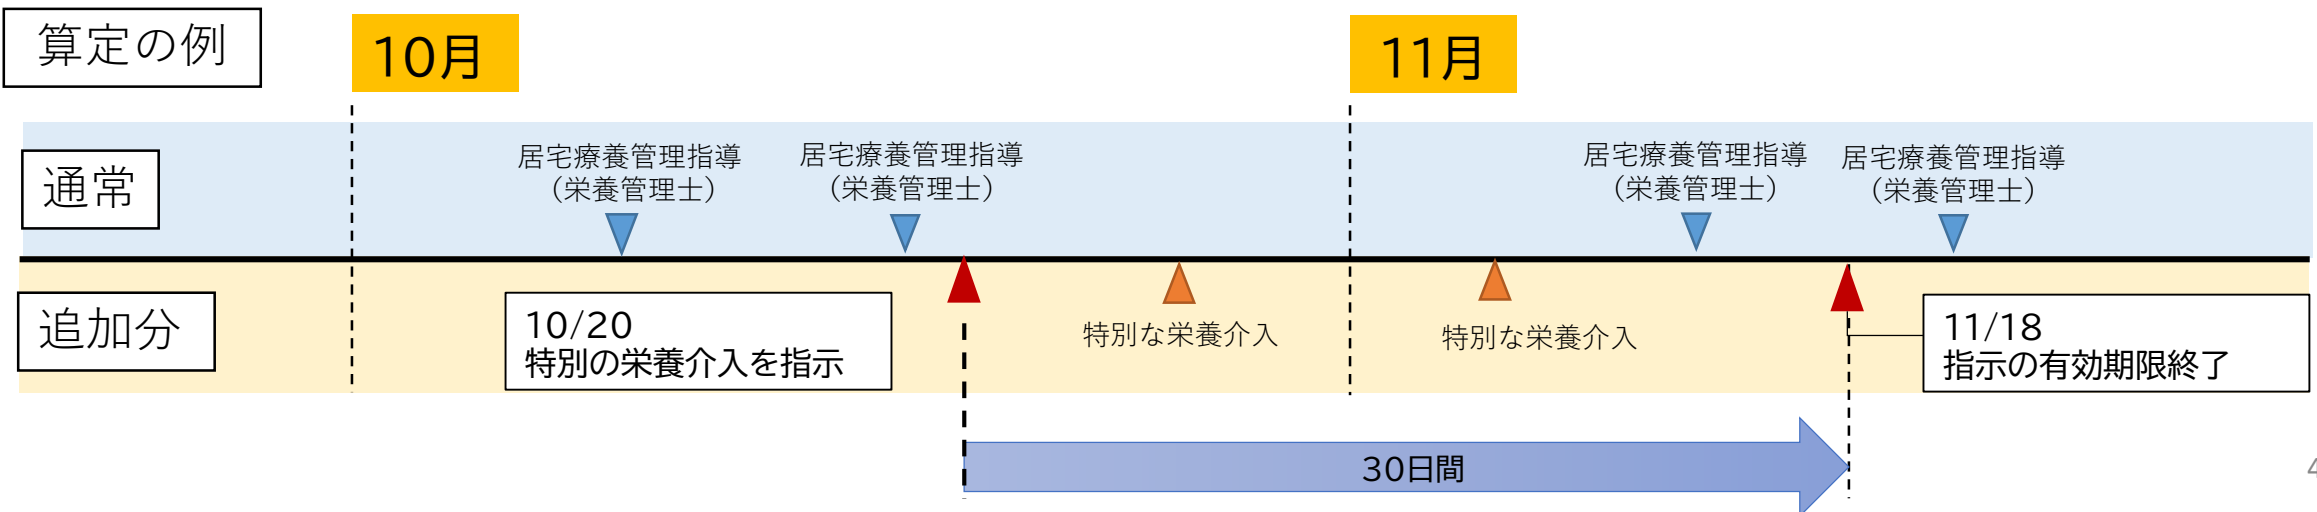 算定の例
10月
11月
通常
居宅療養管理指導
（栄養管理士）
居宅療養管理指導
（栄養管理士）
居宅療養管理指導
（栄養管理士）
居宅療養管理指導
（栄養管理士）
追加分
10/20
特別の栄養介入を指示
特別な栄養介入
特別な栄養介入
11/18
指示の有効期限終了
30日間
4